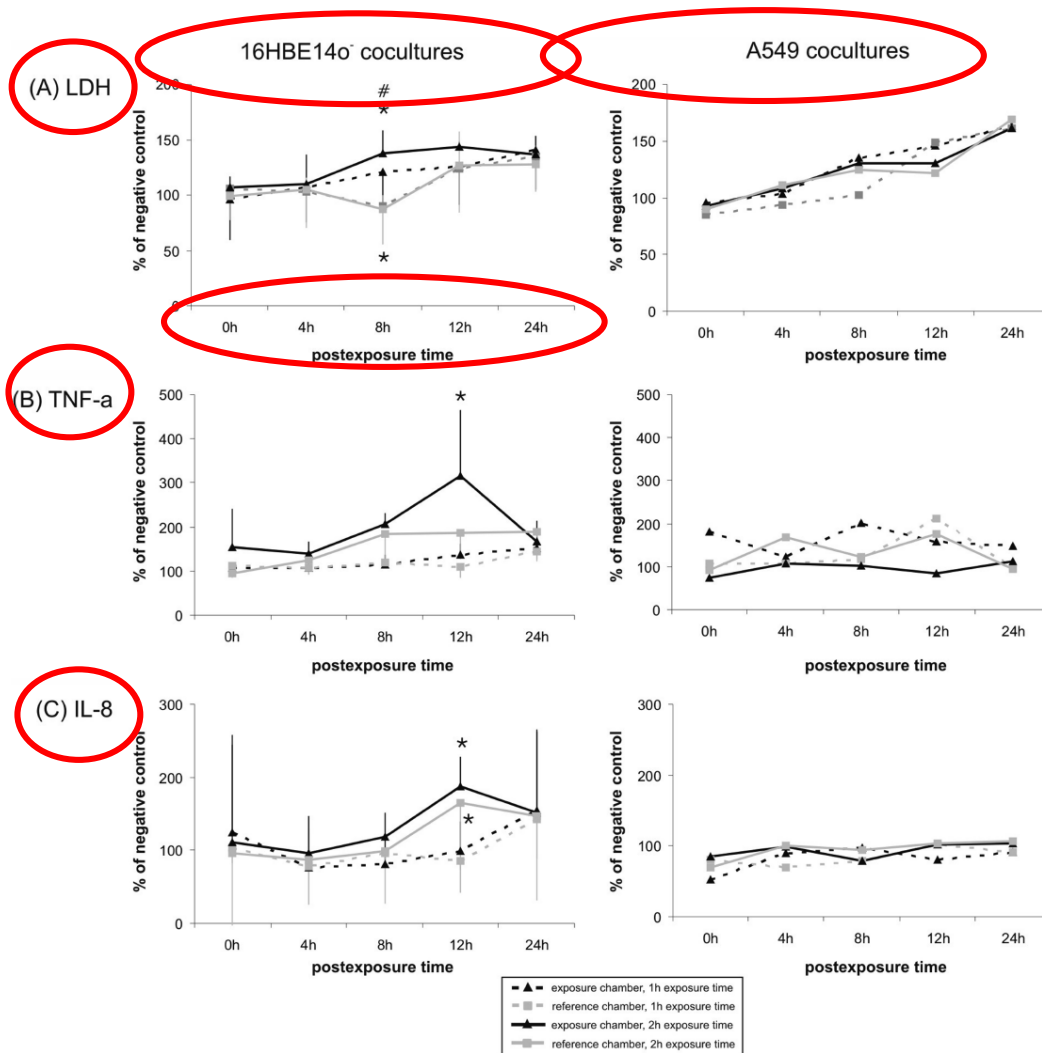 16HBE14o⁻ cocultures
A549 cocultures
(A) LDH
% of negative control
200
150
100
50
0
#
*
*
0h 4h 8h 12h 24h
postexposure time
% of negative control
200
150
100
50
0
0h 4h 8h 12h 24h
postexposure time
(B) TNF-a
% of negative control
500
400
300
200
100
0
*
0h 4h 8h 12h 24h
postexposure time
% of negative control
500
400
300
200
100
0
0h 4h 8h 12h 24h
postexposure time
(C) IL-8
% of negative control
300
200
100
0
*
*
0h 4h 8h 12h 24h
postexposure time
% of negative control
300
200
100
0
0h 4h 8h 12h 24h
postexposure time
exposure chamber, 1h exposure time
reference chamber, 1h exposure time
exposure chamber, 2h exposure time
reference chamber, 2h exposure time